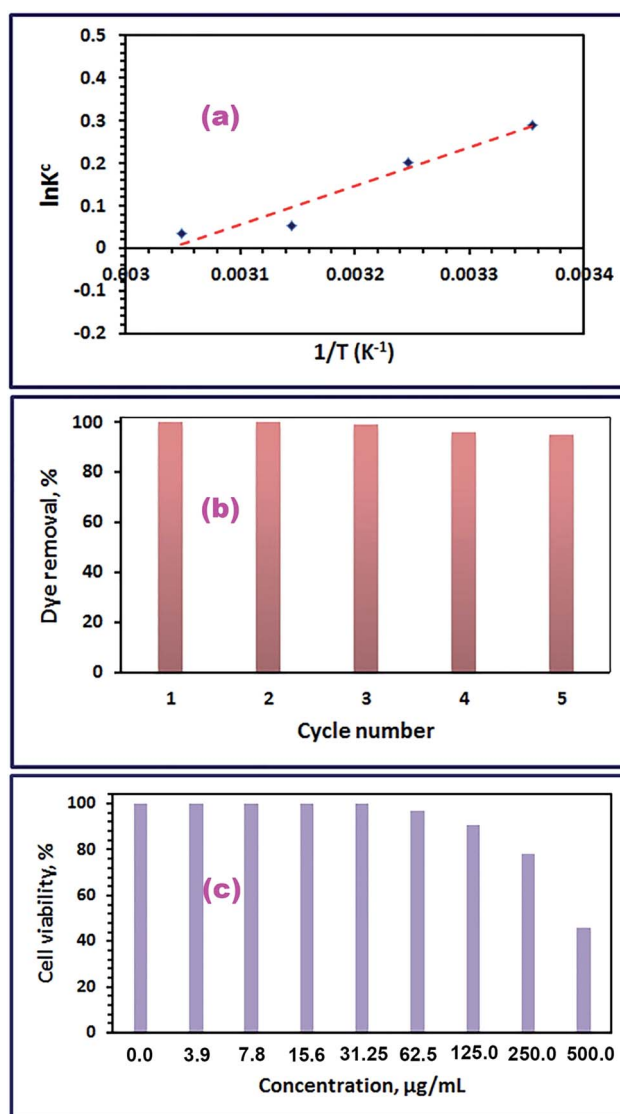 0.5
0.4
(a)
0.3
lnKᶜ
0.2
0.1
0
0.003 0.0031 0.0032 0.0033 0.0034
-0.1
-0.2
1/T (K⁻¹)
100
80
(b)
Dye removal, %
60
40
20
0
1 2 3 4 5
Cycle number
100
80
(c)
Cell viability, %
60
40
20
0
0.0 3.9 7.8 15.6 31.25 62.5 125.0 250.0 500.0
Concentration, µg/mL